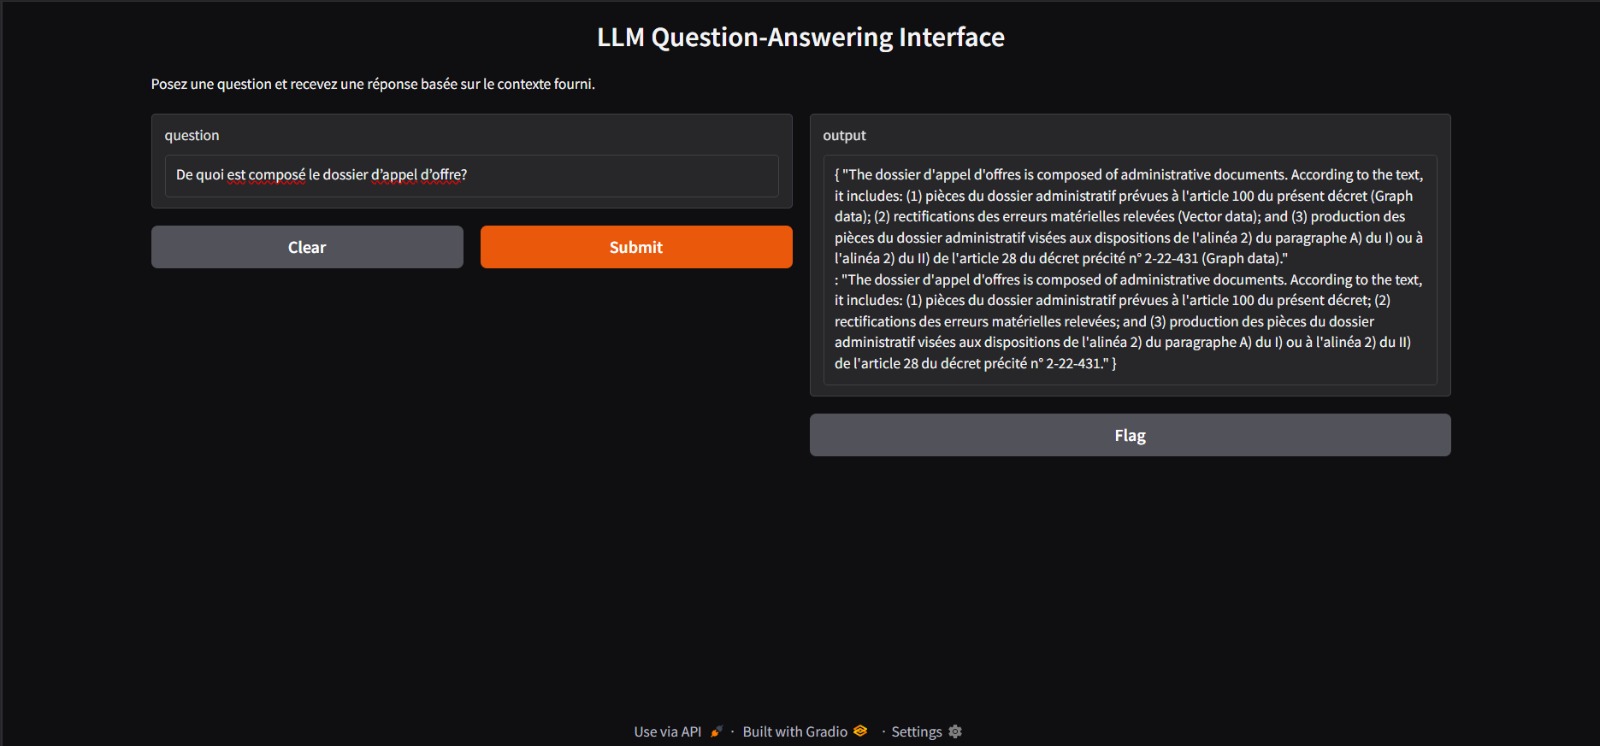 LLM Question-Answering Interface
Posez une question et recevez une réponse basée sur le contexte fourni.
question
De quoi est composé le dossier d'appel d'offre?
Clear
Submit
output
{ "The dossier d'appel d'offres is composed of administrative documents. According to the text,
it includes: (1) pièces du dossier administratif prévues à l'article 100 du présent décret (Graph
data); (2) rectifications des erreurs matérielles relevées (Vector data); and (3) production des
pièces du dossier administratif visées aux dispositions de l'alinéa 2) du paragraphe A) du I) ou à
l'alinéa 2) du II) de l'article 28 du décret précité n° 2-22-431 (Graph data)."
: "The dossier d'appel d'offres is composed of administrative documents. According to the text,
it includes: (1) pièces du dossier administratif prévues à l'article 100 du présent décret; (2)
rectifications des erreurs matérielles relevées; and (3) production des pièces du dossier
administratif visées aux dispositions de l'alinéa 2) du paragraphe A) du I) ou à l'alinéa 2) du II)
de l'article 28 du décret précité n° 2-22-431." }
Flag
Use via API · Built with Gradio · Settings